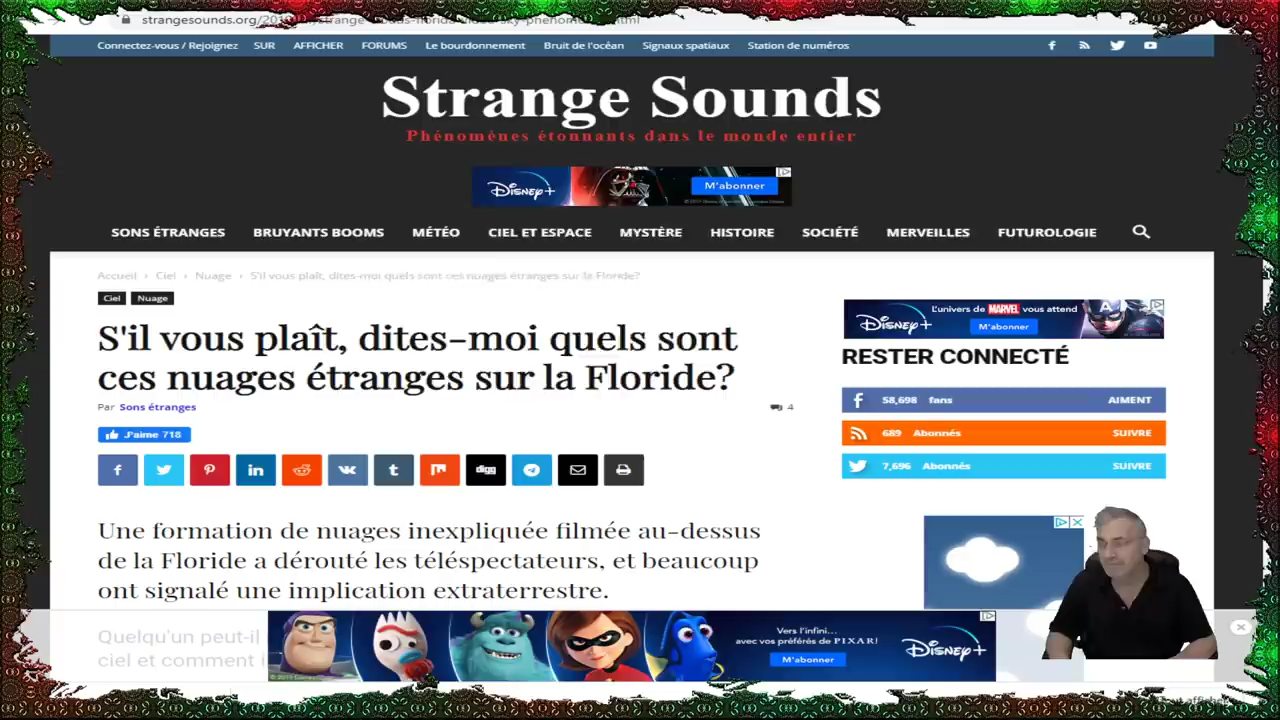 strangesounds.org/20
Connectez-vous / Rejoignez SUR AFFICHER FORUMS Le bourdonnement Bruit de l'océan Signaux spatiaux Station de numéros
Strange Sounds
Phénomènes étonnants dans le monde entier
Disney+ M'abonner
SONS ÉTRANGES BRUYANTS BOOMS MÉTÉO CIEL ET ESPACE MYSTÈRE HISTOIRE SOCIÉTÉ MERVEILLES FUTUROLOGIE
Accueil › Ciel › Nuage › S'il vous plaît, dites-moi quels sont ces nuages étranges sur la Floride?
Ciel Nuage
S'il vous plaît, dites-moi quels sont
ces nuages étranges sur la Floride?
Par Sons étranges 4
J'aime 718
digg
Une formation de nuages inexpliquée filmée au-dessus
de la Floride a dérouté les téléspectateurs, et beaucoup
ont signalé une implication extraterrestre.
Quelqu'un peut-il
ciel et comment
L'univers de MARVEL vous attend
Disney+ M'abonner
RESTER CONNECTÉ
58,698 fans AIMENT
689 Abonnés SUIVRE
7,696 Abonnés SUIVRE
Vers l'infini...
avec vos préférés de PIXAR!
M'abonner
Disney+